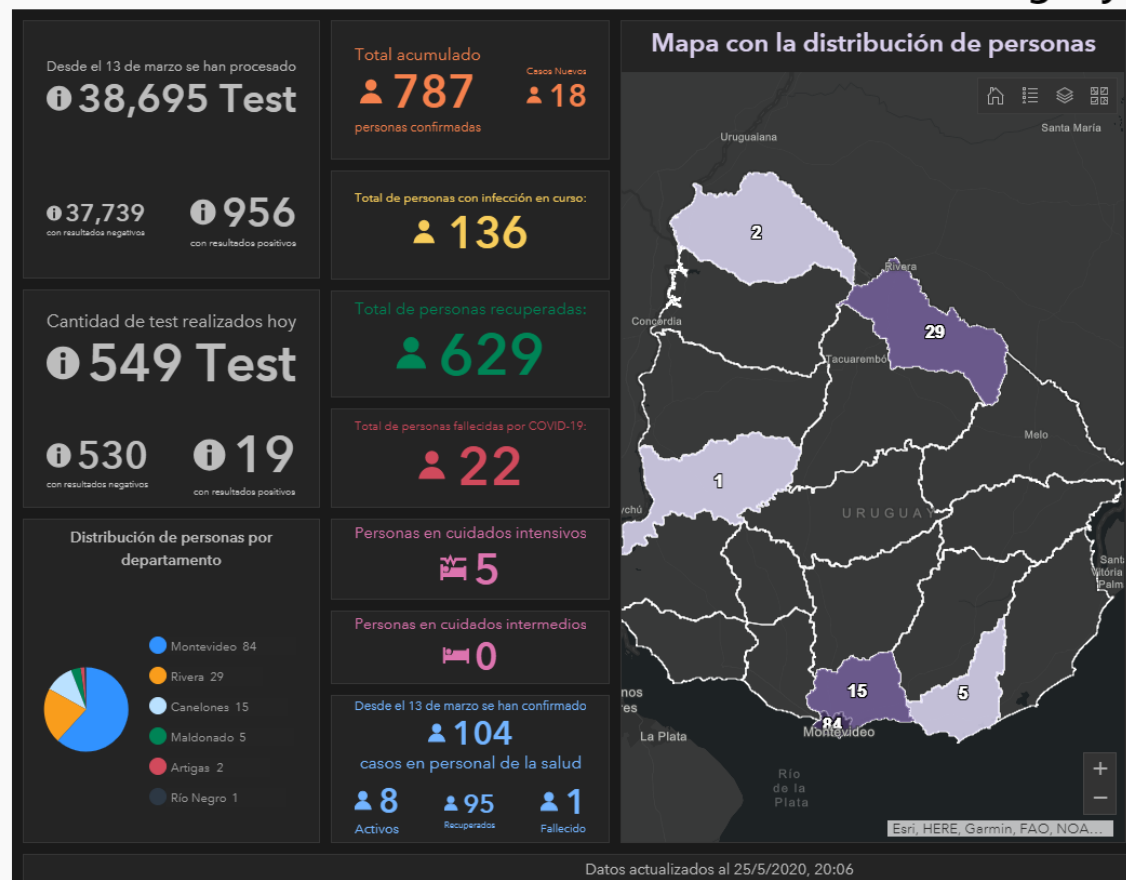 Desde el 13 de marzo se han procesado
38,695 Test
37,739
con resultados negativos
956
con resultados positivos
Cantidad de test realizados hoy
549 Test
530
con resultados negativos
19
con resultados positivos
Distribución de personas por
departamento
Montevideo 84
Rivera 29
Canelones 15
Maldonado 5
Artigas 2
Río Negro 1
Total acumulado
787
personas confirmadas
Casos Nuevos
18
Total de personas con infección en curso:
136
Total de personas recuperadas:
629
Total de personas fallecidas por COVID-19:
22
Personas en cuidados intensivos
5
Personas en cuidados intermedios
0
Desde el 13 de marzo se han confirmado
104
casos en personal de la salud
8
Activos
95
Recuperados
1
Fallecido
Mapa con la distribución de personas
Uruguaiana
Santa María
2
Rivera
Concordia
29
Tacuarembó
Melo
1
URUGUAY
15
5
84
Montevideo
La Plata
Río
de la
Plata
+
−
Esri, HERE, Garmin, FAO, NOA...
Datos actualizados al 25/5/2020, 20:06